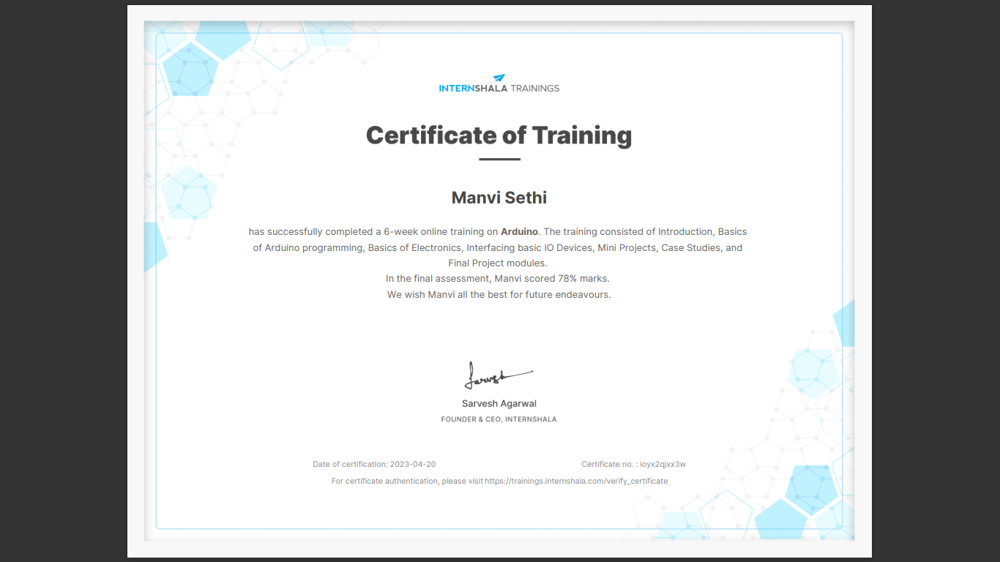 INTERNSHALA TRAININGS
Certificate of Training
Manvi Sethi
has successfully completed a 6-week online training on Arduino. The training consisted of Introduction, Basics
of Arduino programming, Basics of Electronics, Interfacing basic IO Devices, Mini Projects, Case Studies, and
Final Project modules.
In the final assessment, Manvi scored 78% marks.
We wish Manvi all the best for future endeavours.
Sarvesh
Sarvesh Agarwal
FOUNDER & CEO, INTERNSHALA
Date of certification: 2023-04-20 Certificate no. : ioyx2qjxx3w
For certificate authentication, please visit https://trainings.internshala.com/verify_certificate